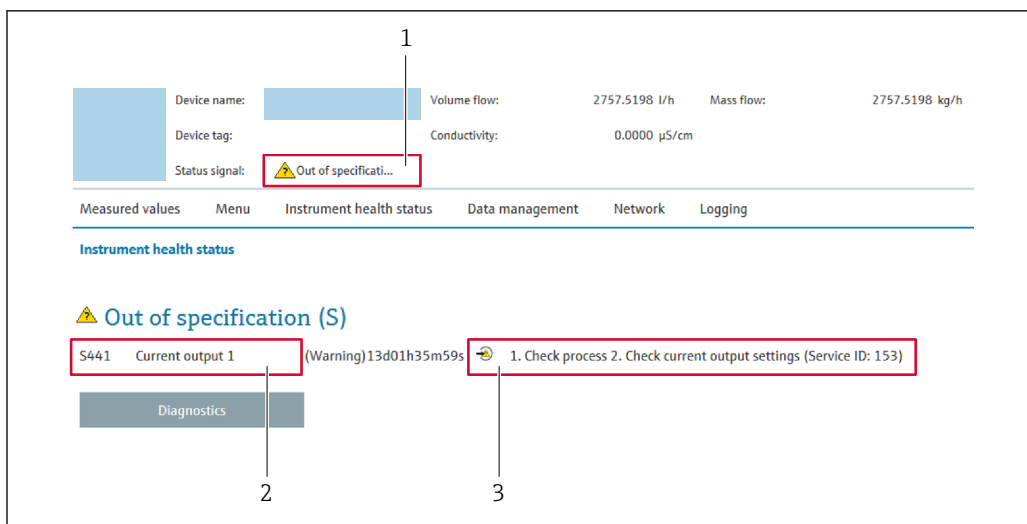 1
Device name: Volume flow: 2757.5198 l/h Mass flow: 2757.5198 kg/h
Device tag: Conductivity: 0.0000 µS/cm
Status signal: Out of specificati...
Measured values Menu Instrument health status Data management Network Logging
Instrument health status
Out of specification (S)
S441 Current output 1 (Warning)13d01h35m59s 1. Check process 2. Check current output settings (Service ID: 153)
Diagnostics
2 3